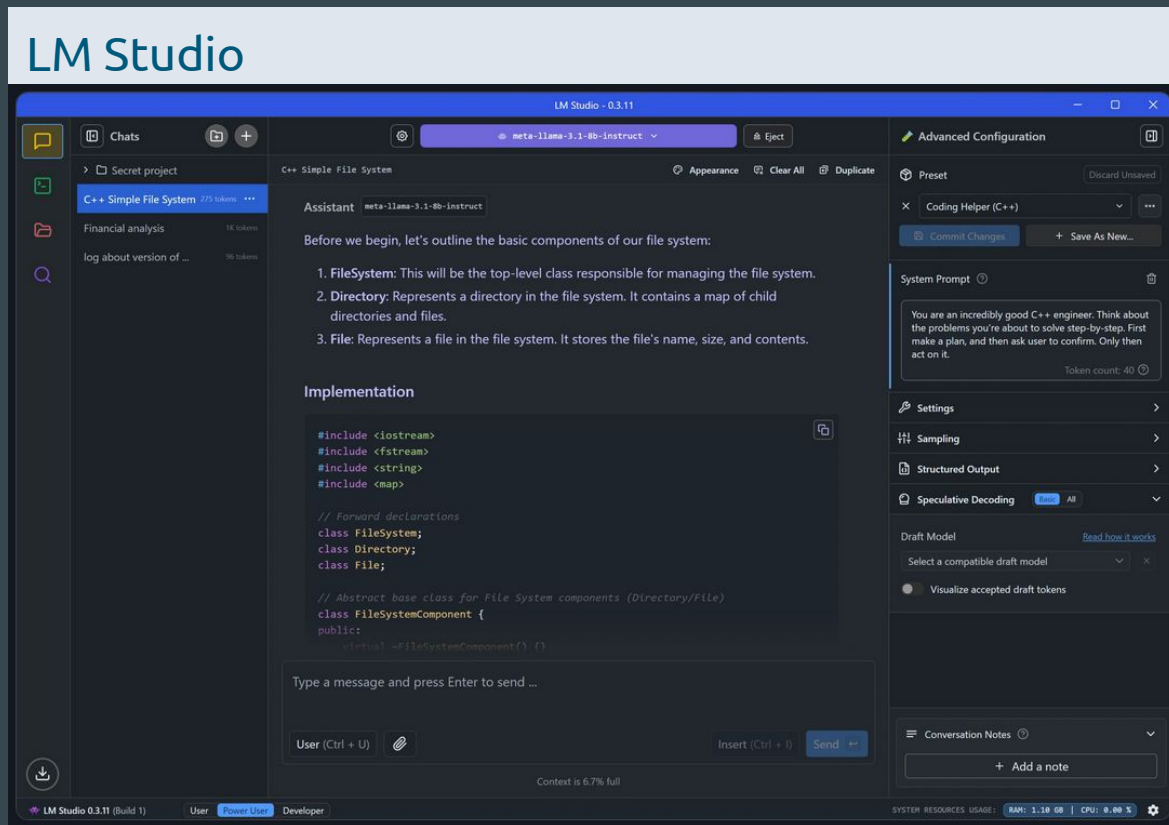 LM Studio
LM Studio - 0.3.11
Chats
meta-llama-3.1-8b-instruct
Eject
Advanced Configuration
Secret project
C++ Simple File System 275 tokens
Financial analysis 1K tokens
log about version of ... 96 tokens
C++ Simple File System
Appearance
Clear All
Duplicate
Assistant meta-llama-3.1-8b-instruct
Before we begin, let's outline the basic components of our file system:
1. FileSystem: This will be the top-level class responsible for managing the file system.
2. Directory: Represents a directory in the file system. It contains a map of child
directories and files.
3. File: Represents a file in the file system. It stores the file's name, size, and contents.
Implementation
#include <iostream>
#include <fstream>
#include <string>
#include <map>
// Forward declarations
class FileSystem;
class Directory;
class File;
// Abstract base class for File System components (Directory/File)
class FileSystemComponent {
public:
virtual ~FileSystemComponent() {}
Type a message and press Enter to send ...
User (Ctrl + U)
Insert (Ctrl + I)
Send
Context is 6.7% full
Preset
Discard Unsaved
Coding Helper (C++)
Commit Changes
+ Save As New...
System Prompt
You are an incredibly good C++ engineer. Think about
the problems you're about to solve step-by-step. First
make a plan, and then ask user to confirm. Only then
act on it.
Token count: 40
Settings
Sampling
Structured Output
Speculative Decoding Basic All
Draft Model Read how it works
Select a compatible draft model
Visualize accepted draft tokens
Conversation Notes
+ Add a note
LM Studio 0.3.11 (Build 1)
User Power User Developer
SYSTEM RESOURCES USAGE: RAM: 1.10 GB | CPU: 0.00 %